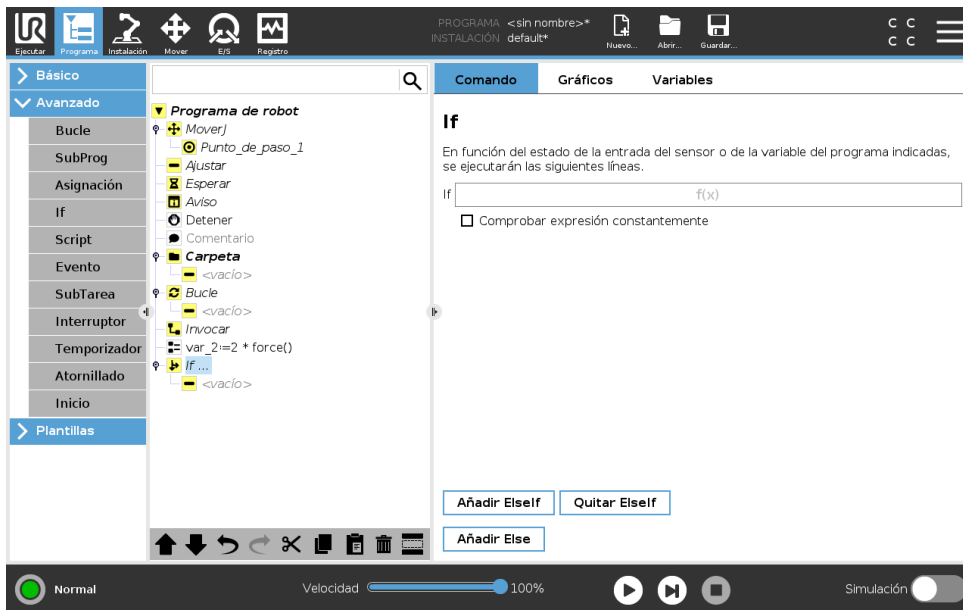 UR
Ejecutar
Programa
Instalación
Mover
E/S
Registro
PROGRAMA <sin nombre>*
INSTALACIÓN default*
Nuevo...
Abrir...
Guardar...
C C
C C
Básico
Avanzado
Bucle
SubProg
Asignación
If
Script
Evento
SubTarea
Interruptor
Temporizador
Atornillado
Inicio
Plantillas
Programa de robot
MoverJ
Punto_de_paso_1
Ajustar
Esperar
Aviso
Detener
Comentario
Carpeta
<vacío>
Bucle
<vacío>
Invocar
var_2:=2 * force()
If ...
<vacío>
Comando Gráficos Variables
If
En función del estado de la entrada del sensor o de la variable del programa indicadas,
se ejecutarán las siguientes líneas.
If f(x)
Comprobar expresión constantemente
Añadir ElseIf Quitar ElseIf
Añadir Else
Normal
Velocidad 100%
Simulación